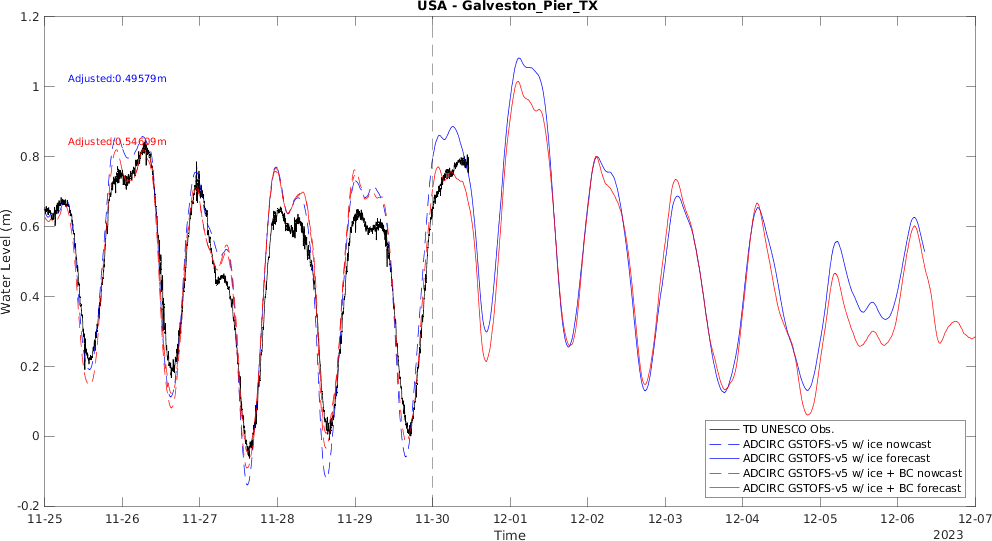 USA - Galveston_Pier_TX
Adjusted:0.49579m
Adjusted:0.54609m
Water Level (m)
1.2
1
0.8
0.6
0.4
0.2
0
-0.2
TD UNESCO Obs.
ADCIRC GSTOFS-v5 w/ ice nowcast
ADCIRC GSTOFS-v5 w/ ice forecast
ADCIRC GSTOFS-v5 w/ ice + BC nowcast
ADCIRC GSTOFS-v5 w/ ice + BC forecast
11-25 11-26 11-27 11-28 11-29 11-30 12-01 12-02 12-03 12-04 12-05 12-06 12-07
Time
2023